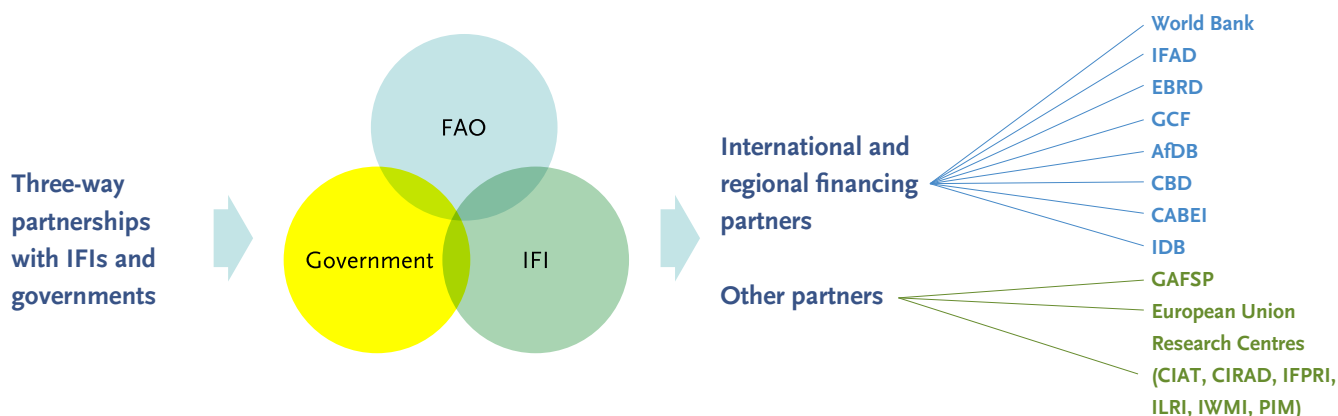 Three-way
partnerships
with IFIs and
governments
FAO
Government
IFI
International and
regional financing
partners
World Bank
IFAD
EBRD
GCF
AfDB
CBD
CABEI
IDB
Other partners
GAFSP
European Union
Research Centres
(CIAT, CIRAD, IFPRI,
ILRI, IWMI, PIM)